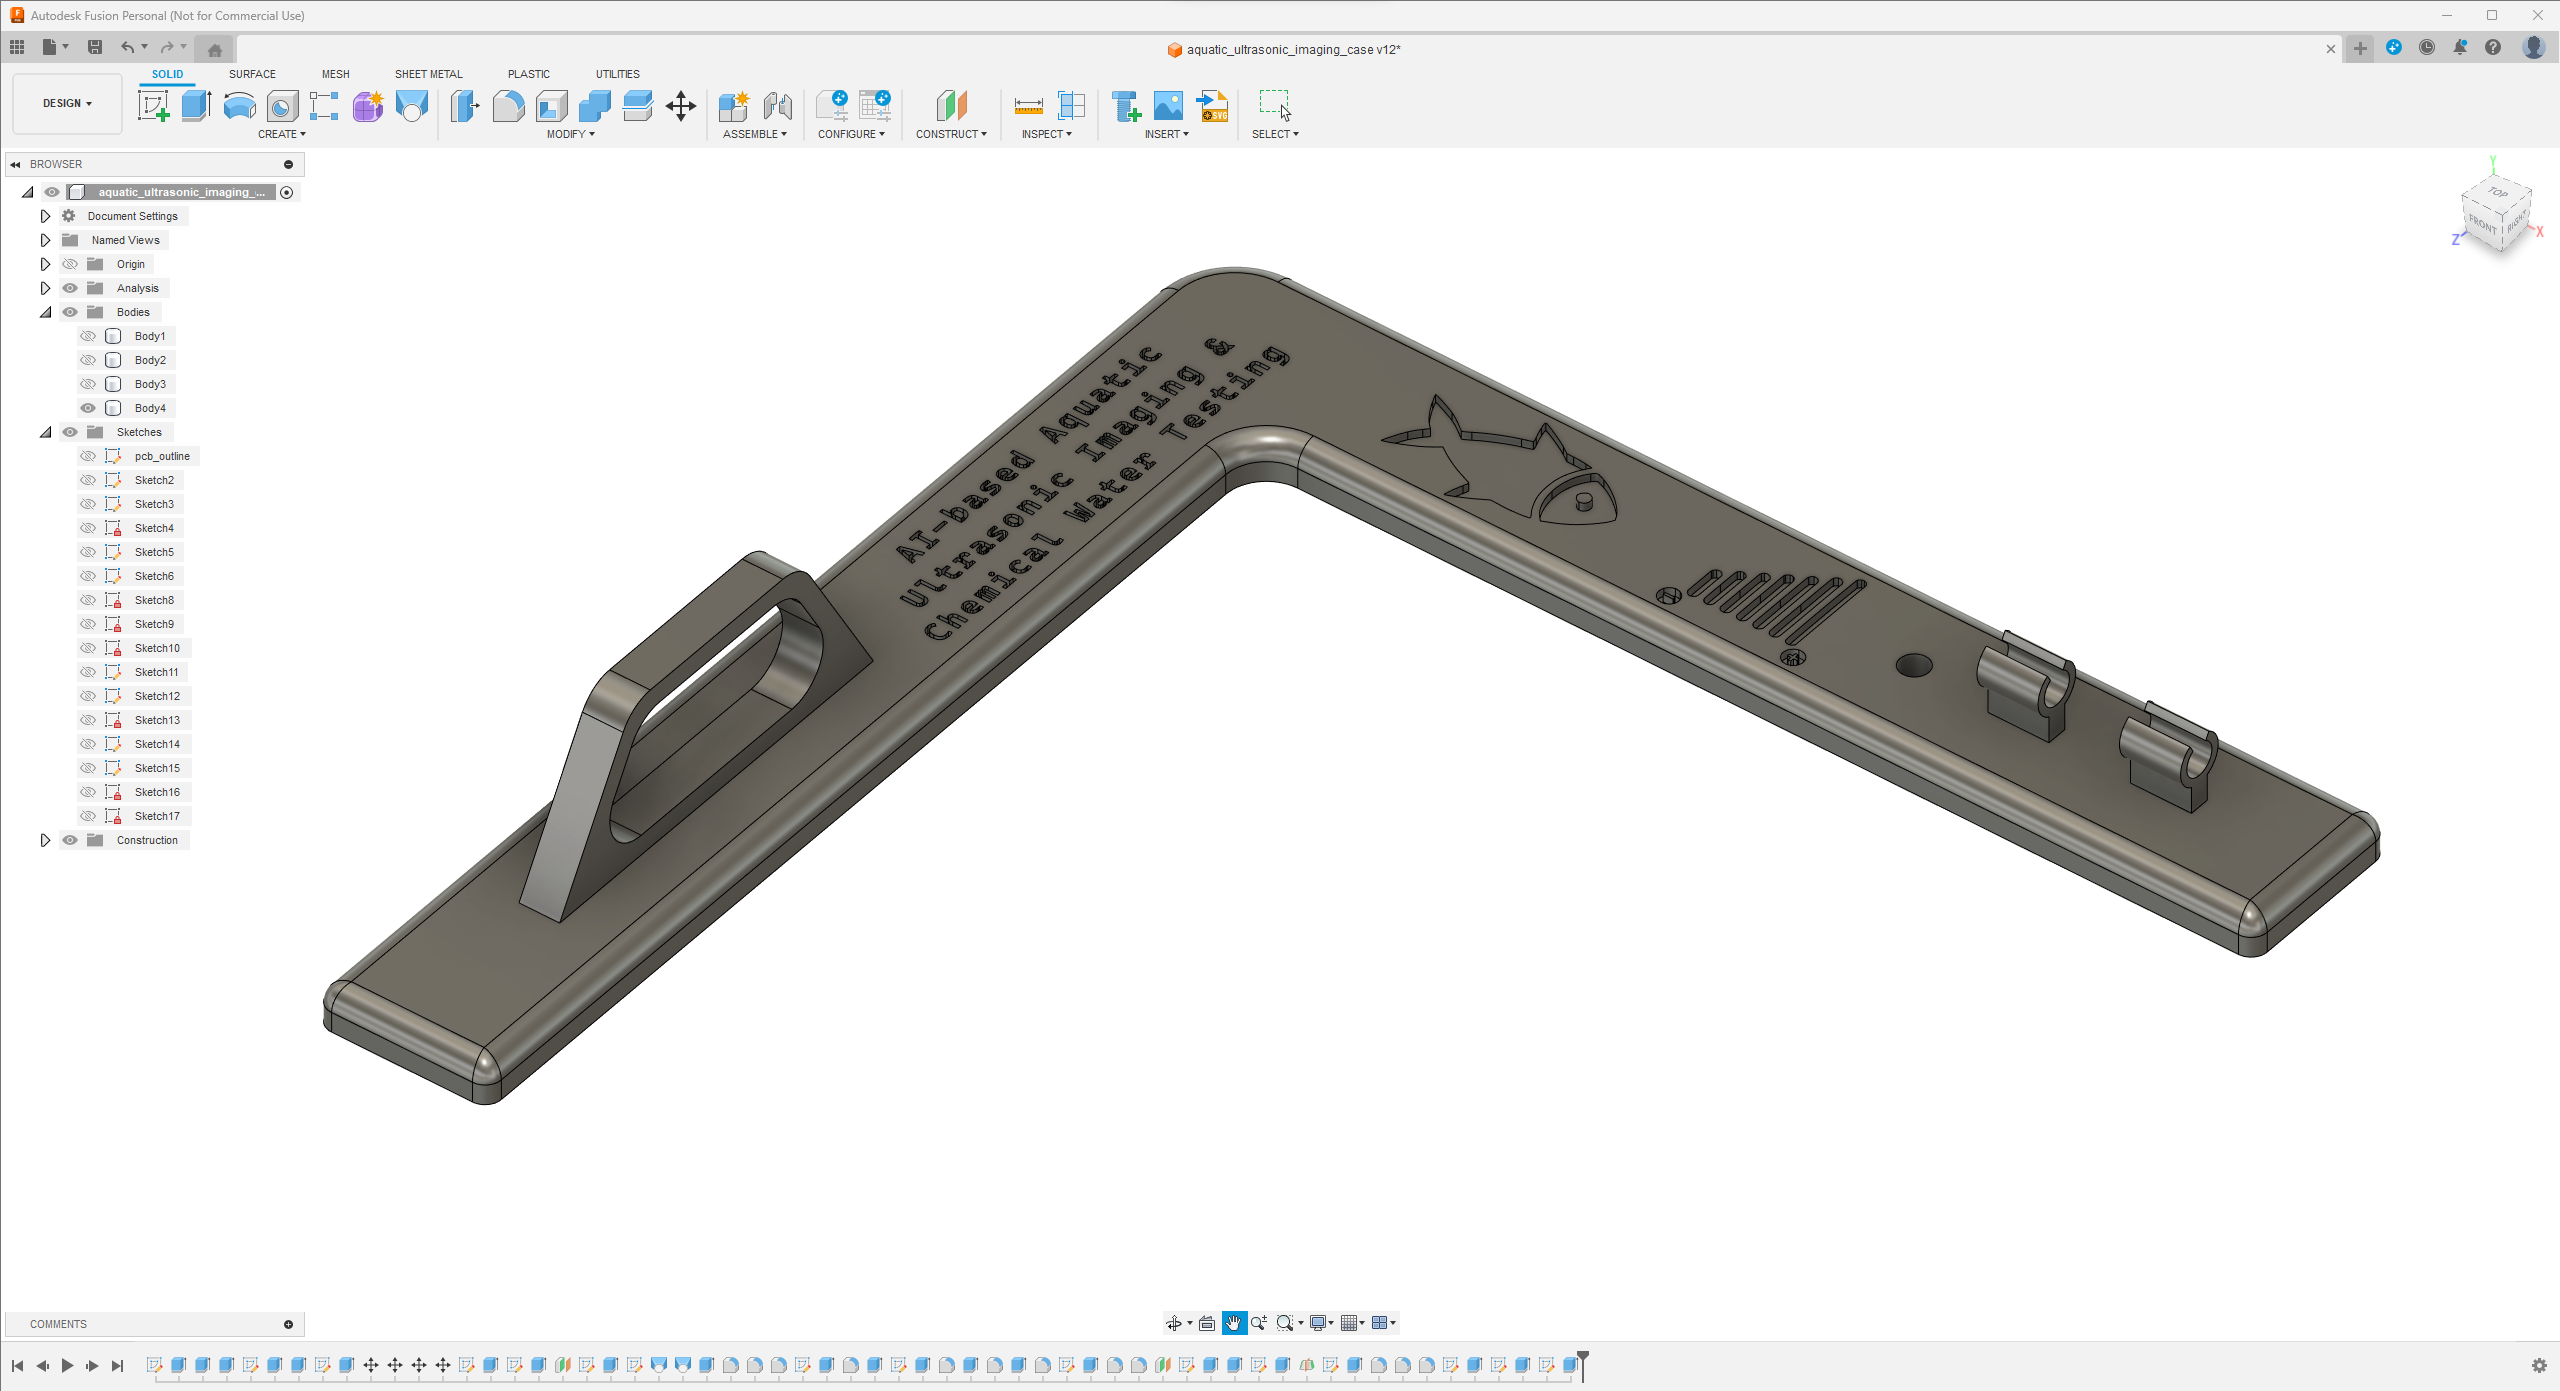 Autodesk Fusion Personal (Not for Commercial Use)
aquatic_ultrasonic_imaging_case v12*
DESIGN
SOLID
SURFACE
MESH
SHEET METAL
PLASTIC
UTILITIES
CREATE
MODIFY
ASSEMBLE
CONFIGURE
CONSTRUCT
INSPECT
INSERT
SELECT
SVG
BROWSER
aquatic_ultrasonic_imaging_...
Document Settings
Named Views
Origin
Analysis
Bodies
Body1
Body2
Body3
Body4
Sketches
pcb_outline
Sketch2
Sketch3
Sketch4
Sketch5
Sketch6
Sketch8
Sketch9
Sketch10
Sketch11
Sketch12
Sketch13
Sketch14
Sketch15
Sketch16
Sketch17
Construction
AI-based Aquatic
Ultrasonic Imaging &
Chemical Water Testing
Y
TOP
FRONT
RIGHT
Z
X
COMMENTS